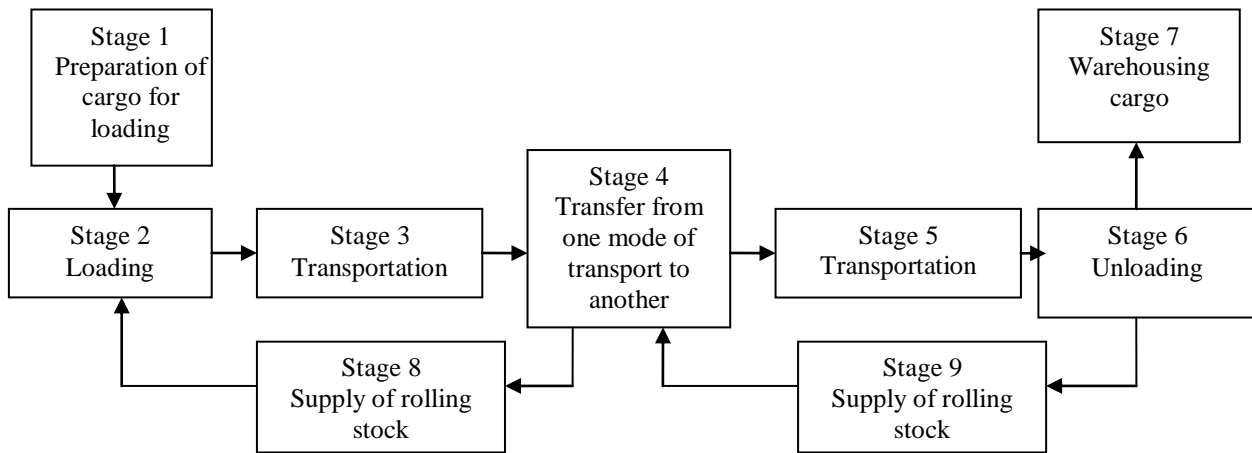 Stage 1
Preparation of
cargo for
loading
Stage 7
Warehousing
cargo
Stage 2
Loading
Stage 3
Transportation
Stage 4
Transfer from
one mode of
transport to
another
Stage 5
Transportation
Stage 6
Unloading
Stage 8
Supply of rolling
stock
Stage 9
Supply of rolling
stock